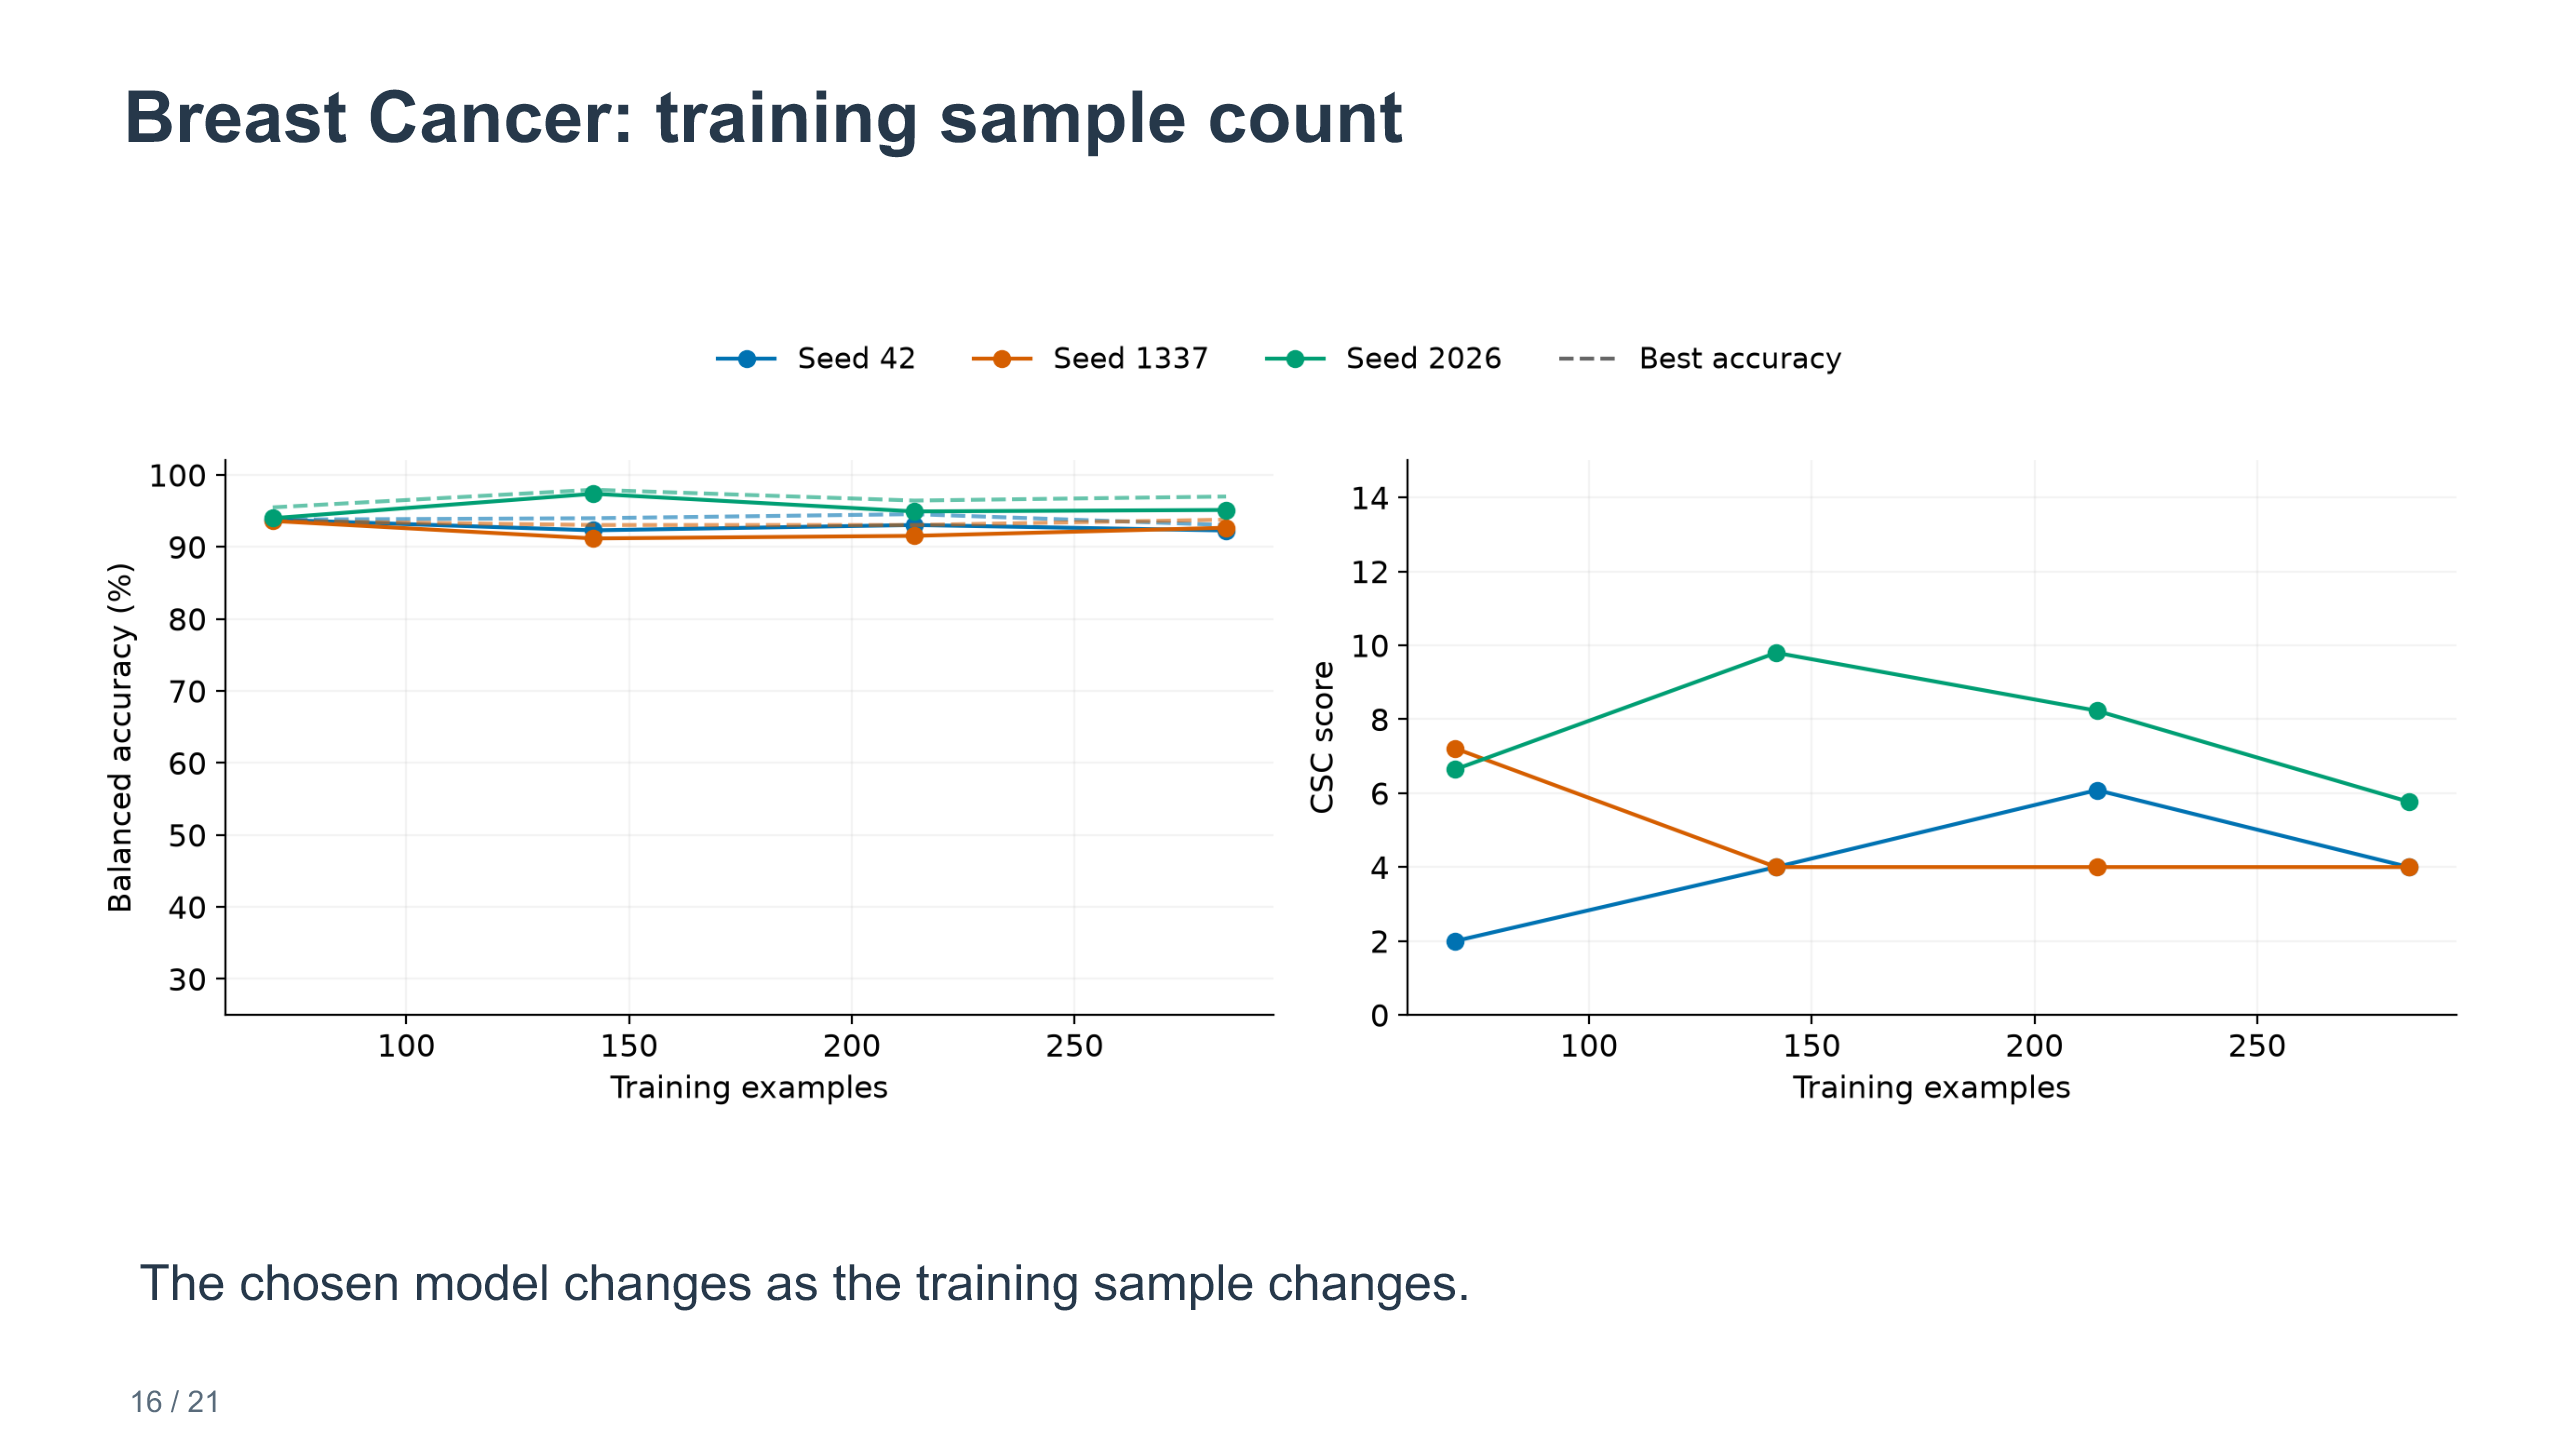 Breast Cancer: training sample count
Seed 42 Seed 1337 Seed 2026 Best accuracy
Balanced accuracy (%)
100
90
80
70
60
50
40
30
100 150 200 250
Training examples
CSC score
14
12
10
8
6
4
2
0
100 150 200 250
Training examples
The chosen model changes as the training sample changes.
16 / 21